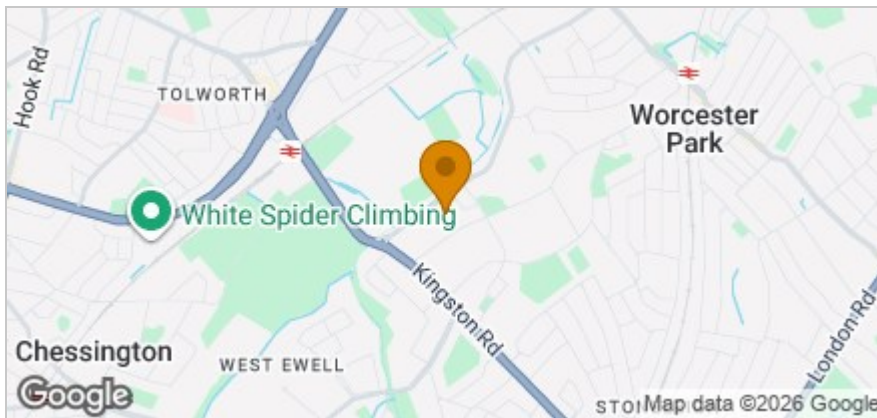 Hook Rd
TOLWORTH
Worcester
Park
White Spider Climbing
Kingston Rd
London Rd
Chessington
WEST EWELL
Google
Map data ©2026 Google